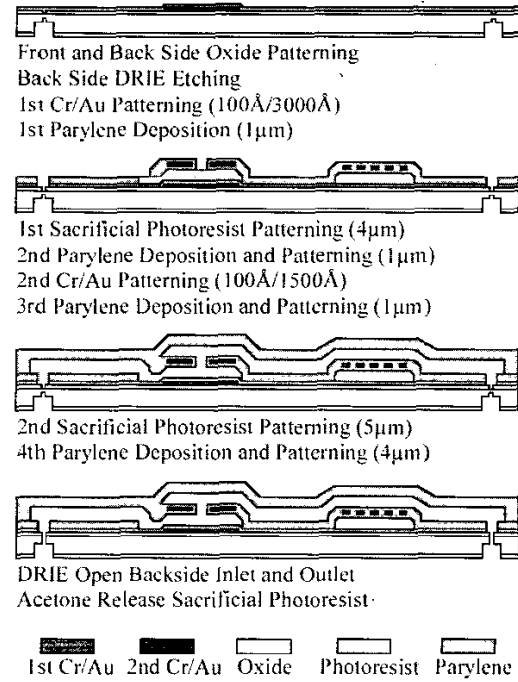 Front and Back Side Oxide Patterning
Back Side DRIE Etching
1st Cr/Au Patterning (100Å/3000Å)
1st Parylene Deposition (1μm)
1st Sacrificial Photoresist Patterning (4μm)
2nd Parylene Deposition and Patterning (1μm)
2nd Cr/Au Patterning (100Å/1500Å)
3rd Parylene Deposition and Patterning (1μm)
2nd Sacrificial Photoresist Patterning (5μm)
4th Parylene Deposition and Patterning (4μm)
DRIE Open Backside Inlet and Outlet
Acetone Release Sacrificial Photoresist
1st Cr/Au 2nd Cr/Au Oxide Photoresist Parylene